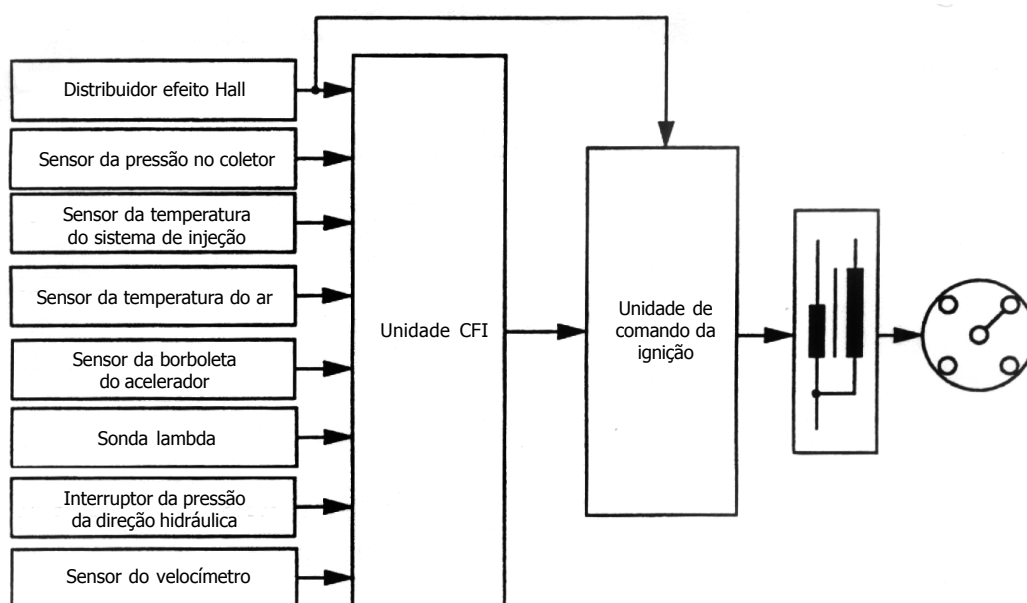 Distribuidor efeito Hall
Sensor da pressão no coletor
Sensor da temperatura
do sistema de injeção
Sensor da temperatura do ar
Sensor da borboleta
do acelerador
Sonda lambda
Interruptor da pressão
da direção hidráulica
Sensor do velocímetro
Unidade CFI
Unidade de
comando da
ignição